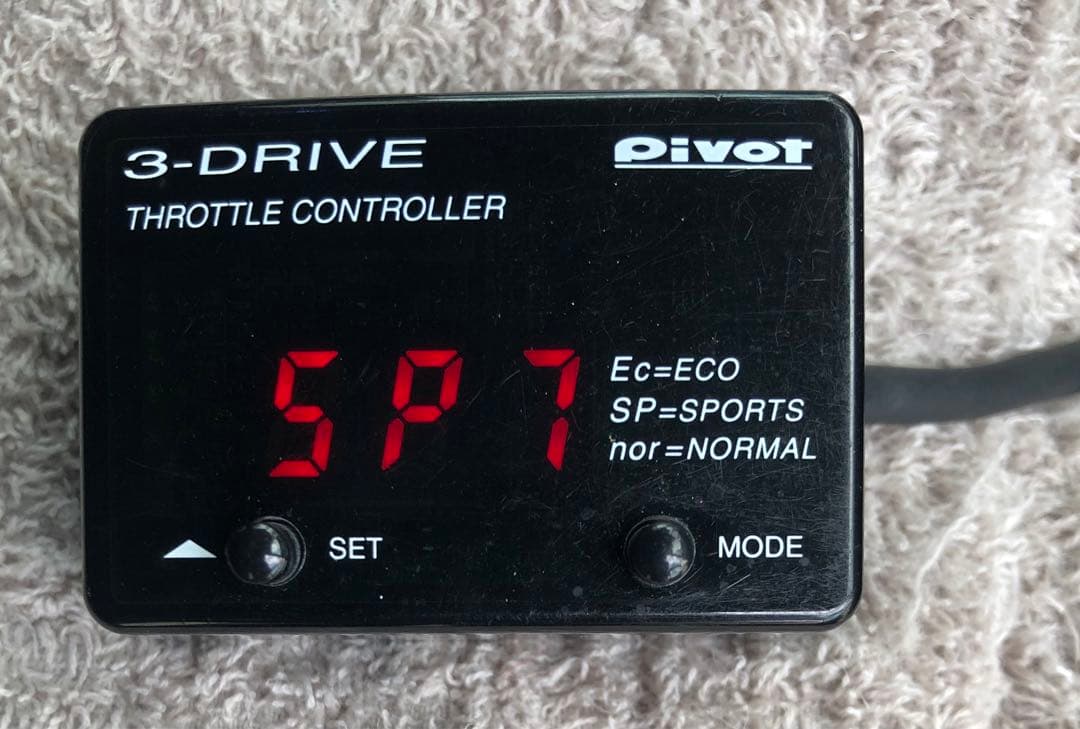 3-DRIVE
Pivot
THROTTLE CONTROLLER
SP7
Ec=ECO
SP=SPORTS
nor=NORMAL
SET
MODE